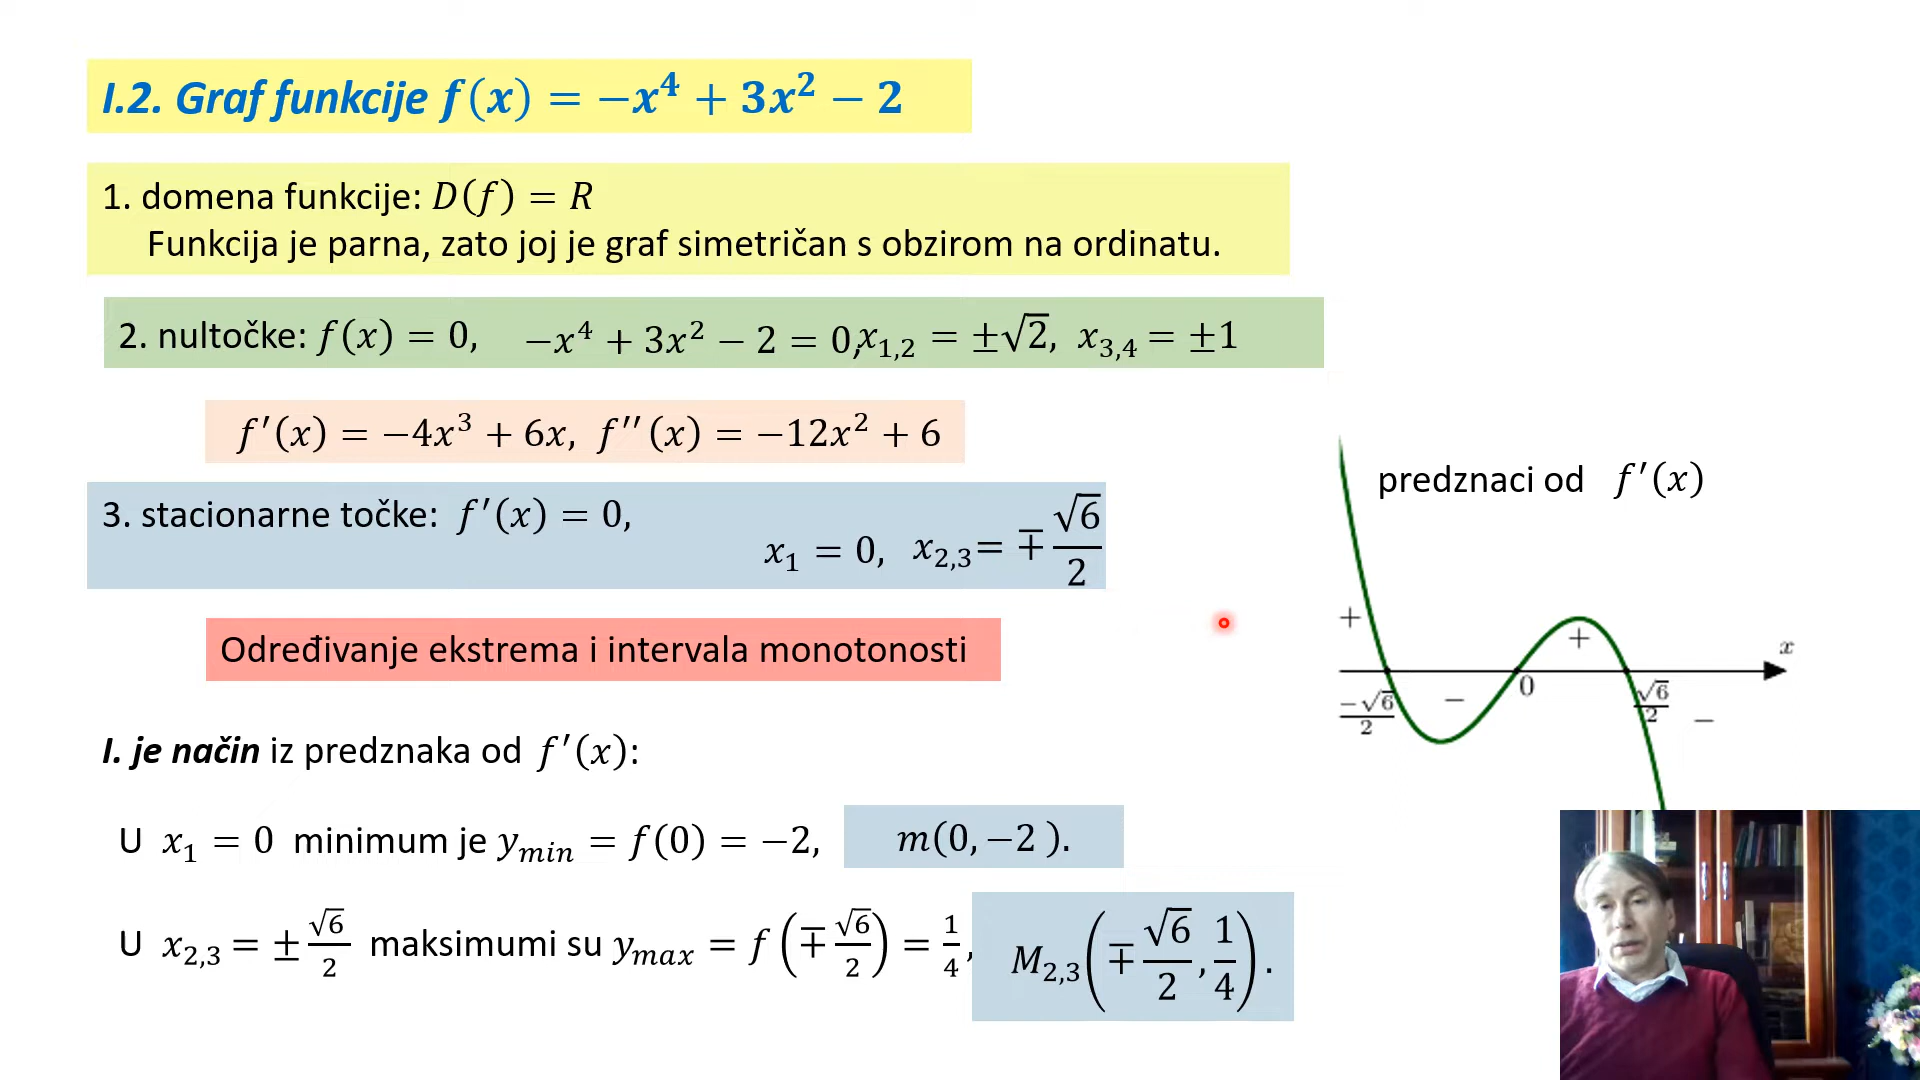 I.2. Graf funkcije f(x) = −x⁴ + 3x² − 2
1. domena funkcije: D(f) = R
Funkcija je parna, zato joj je graf simetričan s obzirom na ordinatu.
2. nultočke: f(x) = 0, −x⁴ + 3x² − 2 = 0, x₁,₂ = ±√2, x₃,₄ = ±1
f′(x) = −4x³ + 6x, f′′(x) = −12x² + 6
3. stacionarne točke: f′(x) = 0,
x₁ = 0, x₂,₃ = ∓√6/2
Određivanje ekstrema i intervala monotonosti
I. je način iz predznaka od f′(x):
U x₁ = 0 minimum je y_min = f(0) = −2, m(0, −2 ).
U x₂,₃ = ±√6/2 maksimumi su y_max = f(∓√6/2) = 1/4, M₂,₃(∓√6/2, 1/4).
predznaci od f′(x)
+ + x
−√6/2 − 0 √6/2 −